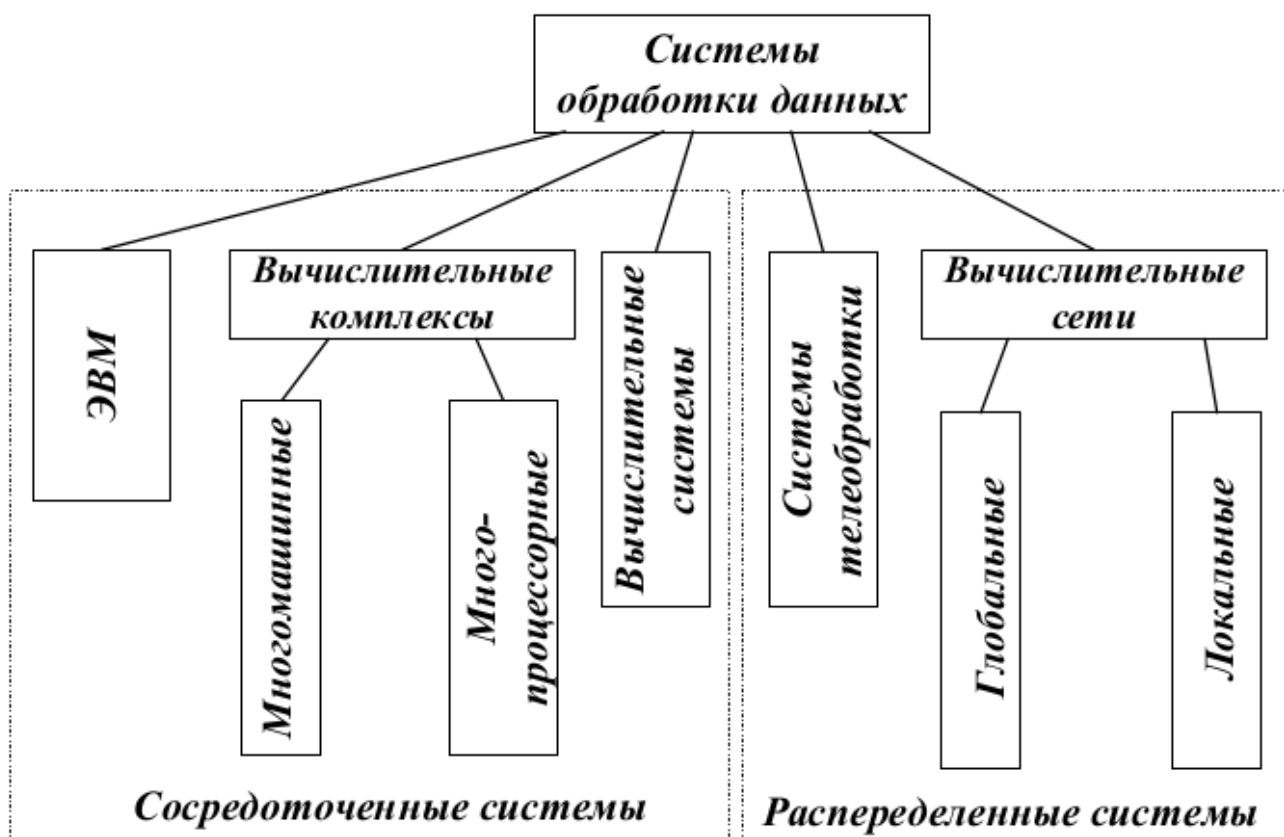 Системы
обработки данных
ЭВМ
Вычислительные
комплексы
Многомашинные
Много-
процессорные
Вычислительные
системы
Системы
телеобработки
Вычислительные
сети
Глобальные
Локальные
Сосредоточенные системы
Распеределенные системы